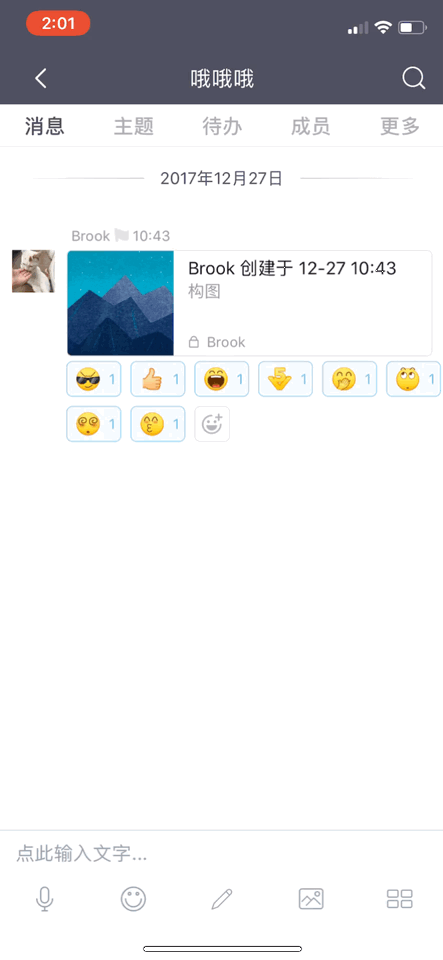 2:01
哦哦哦
消息 主题 待办 成员 更多
2017年12月27日
Brook 10:43
Brook 创建于 12-27 10:43
构图
Brook
1 1 1 1 1 1
1 1
点此输入文字...